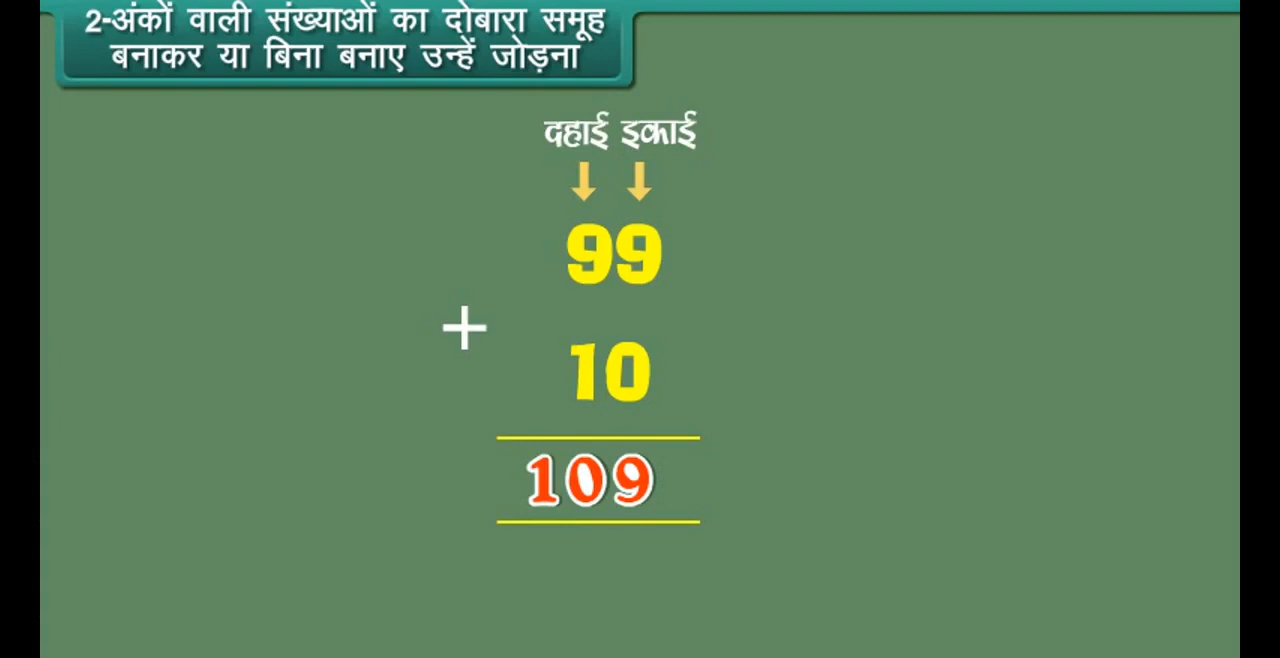 2-अंकों वाली संख्याओं का दोबारा समूह
बनाकर या बिना बनाए उन्हें जोड़ना
दहाई इकाई
99
+
10
109